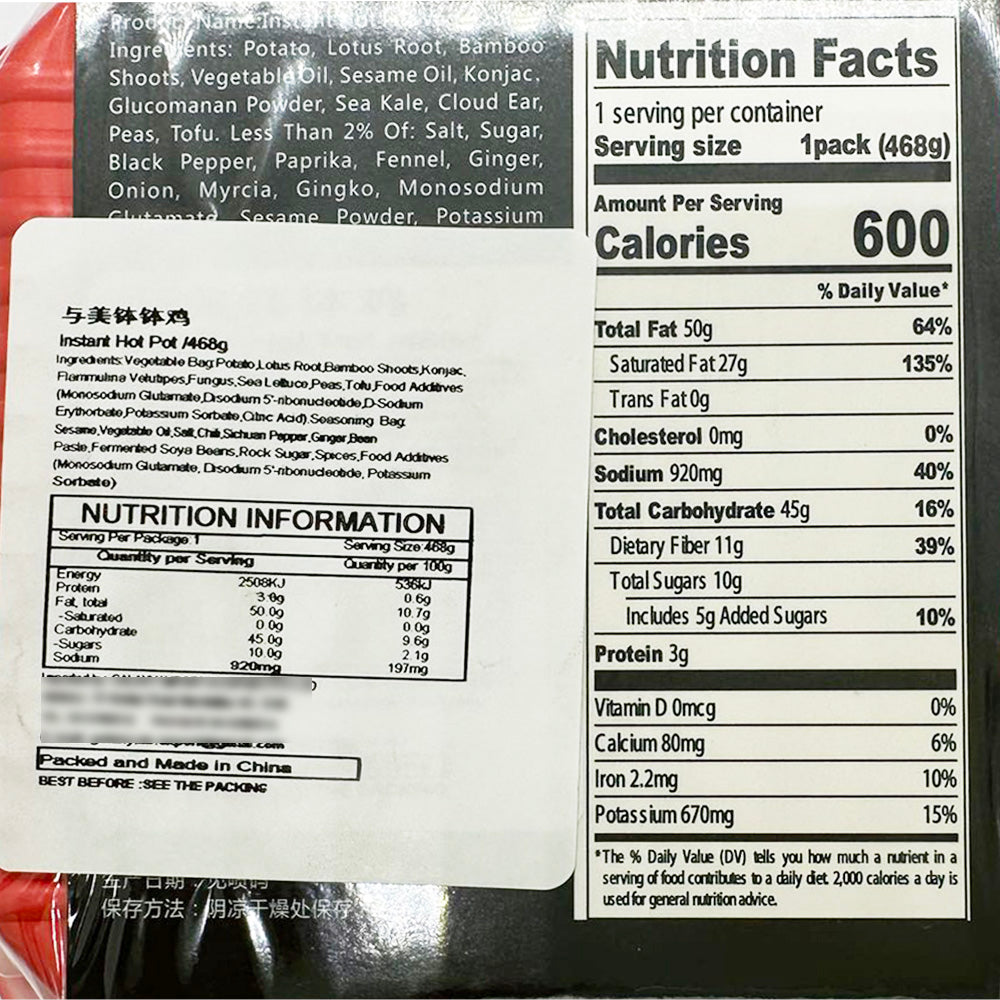 Product Name:Instant
Ingredients: Potato, Lotus Root, Bamboo
Shoots, Vegetable Oil, Sesame Oil, Konjac,
Glucomanan Powder, Sea Kale, Cloud Ear,
Peas, Tofu. Less Than 2% Of: Salt, Sugar,
Black Pepper, Paprika, Fennel, Ginger,
Onion, Myrcia, Gingko, Monosodium
Glutamate, Sesame Powder, Potassium
与美钵钵鸡
Instant Hot Pot /468g
Ingredients:Vegetable Bag:Potato,Lotus Root,Bamboo Shoots,Konjac,
Flammulina Velutipes,Fungus,Sea Lettuce,Peas,Tofu,Food Additives
(Monosodium Glutamate,Disodium 5'-ribonucleotide,D-Sodium
Erythorbate,Potassium Sorbate,Citric Acid).Seasoning Bag:
Sesame,Vegetable Oil,Salt,Chili,Sichuan Pepper,Ginger,Bean
Paste,Fermented Soya Beans,Rock Sugar,Spices,Food Additives
(Monosodium Glutamate, Disodium 5'-ribonucleotide, Potassium
Sorbate)
NUTRITION INFORMATION
Serving Per Package:1 Serving Size:468g
Quantity per Serving Quantity per 100g
Energy 2508KJ 536kJ
Protein 3.0g 0.6g
Fat, total 50.0g 10.7g
-Saturated 0.0g 0.0g
Carbohydrate 45.0g 9.6g
-Sugars 10.0g 2.1g
Sodium 920mg 197mg
Packed and Made in China
BEST BEFORE :SEE THE PACKING
生产日期：见喷码
保存方法：阴凉干燥处保存
Nutrition Facts
1 serving per container
Serving size 1pack (468g)
Amount Per Serving
Calories 600
% Daily Value*
Total Fat 50g 64%
Saturated Fat 27g 135%
Trans Fat 0g
Cholesterol 0mg 0%
Sodium 920mg 40%
Total Carbohydrate 45g 16%
Dietary Fiber 11g 39%
Total Sugars 10g
Includes 5g Added Sugars 10%
Protein 3g
Vitamin D 0mcg 0%
Calcium 80mg 6%
Iron 2.2mg 10%
Potassium 670mg 15%
*The % Daily Value (DV) tells you how much a nutrient in a
serving of food contributes to a daily diet. 2,000 calories a day is
used for general nutrition advice.